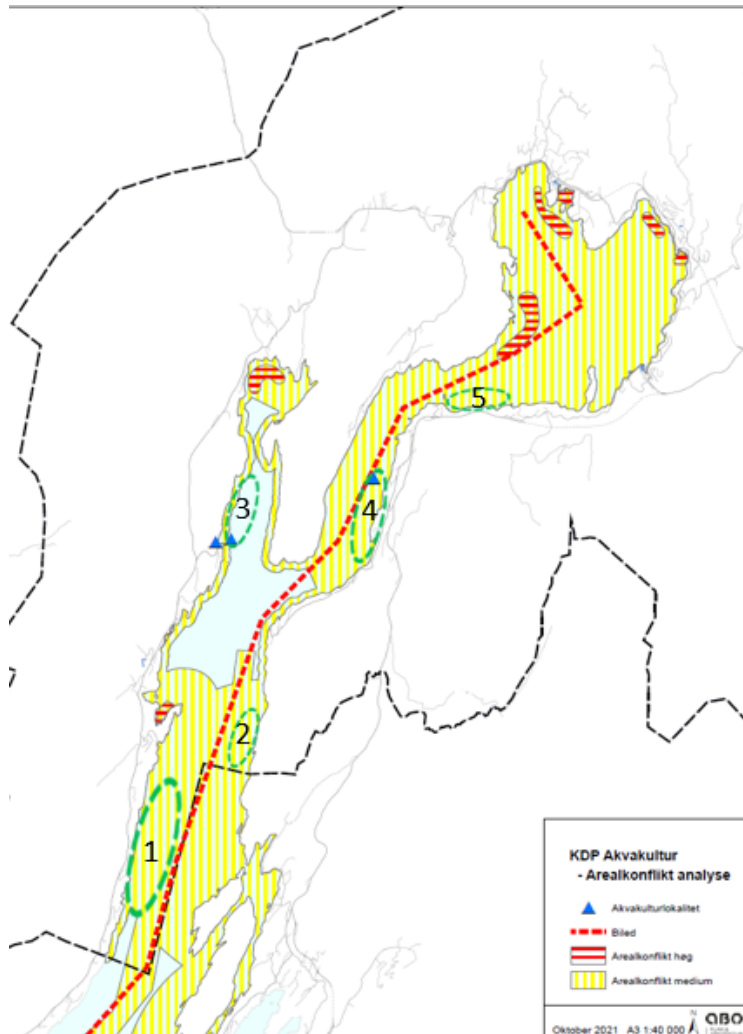 5
3
4
2
1
KDP Akvakultur
- Arealkonflikt analyse
Akvakulturlokalitet
Biled
Arealkonflikt høg
Arealkonflikt medium
Oktober 2021 A3 1:40 000 N abo